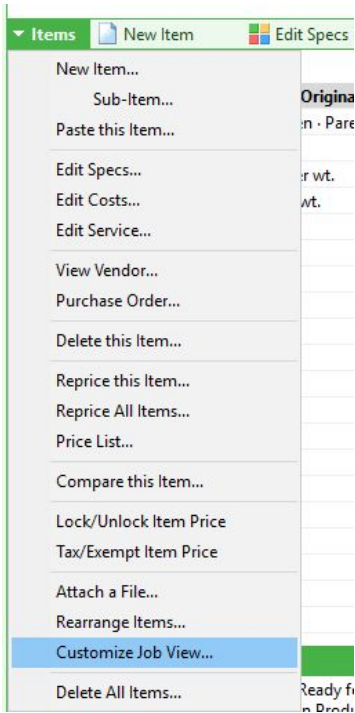 Items New Item Edit Specs
New Item...
Sub-Item...
Paste this Item...
Edit Specs...
Edit Costs...
Edit Service...
View Vendor...
Purchase Order...
Delete this Item...
Reprice this Item...
Reprice All Items...
Price List...
Compare this Item...
Lock/Unlock Item Price
Tax/Exempt Item Price
Attach a File...
Rearrange Items...
Customize Job View...
Delete All Items...
wt.
wt.